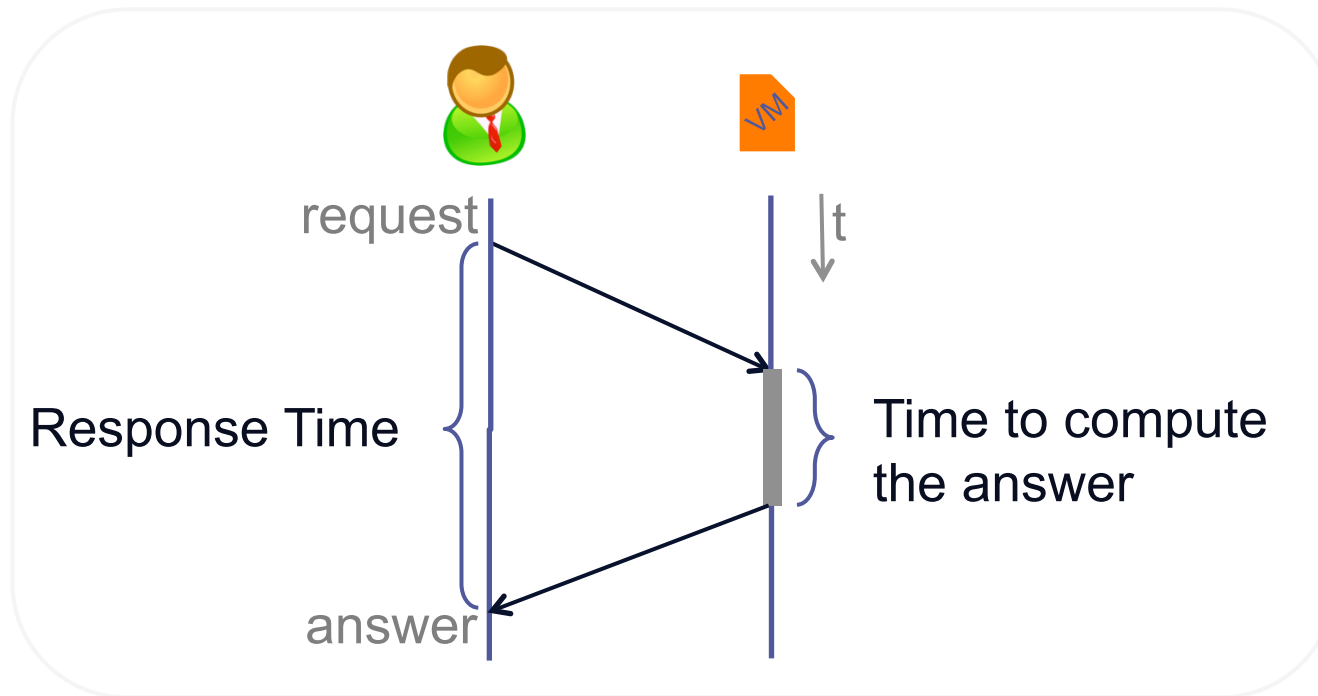 VM
request
t
Response Time
Time to compute
the answer
answer